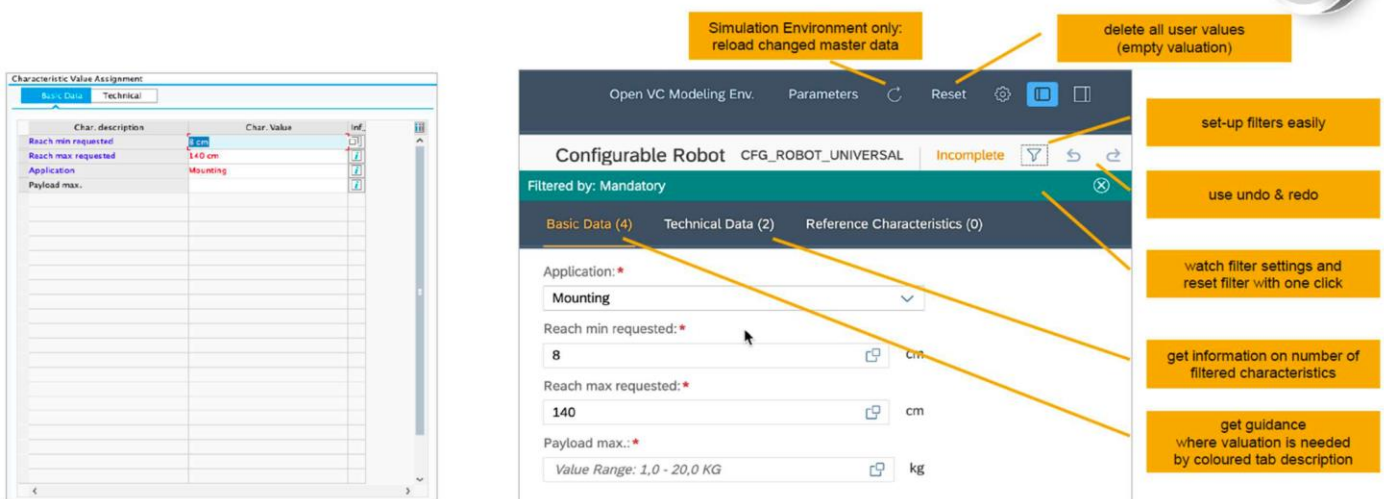 Characteristic Value Assignment
Basic Data Technical
Char. description Char. Value Inf_
Reach min requested 8 cm
Reach max requested 140 cm
Application Mounting
Payload max.
Simulation Environment only:
reload changed master data
delete all user values
(empty valuation)
Open VC Modeling Env. Parameters Reset
set-up filters easily
Configurable Robot CFG_ROBOT_UNIVERSAL Incomplete
Filtered by: Mandatory
use undo & redo
Basic Data (4) Technical Data (2) Reference Characteristics (0)
watch filter settings and
reset filter with one click
Application:*
Mounting
Reach min requested:*
8 cm
get information on number of
filtered characteristics
Reach max requested:*
140 cm
Payload max.:*
Value Range: 1,0 - 20,0 KG kg
get guidance
where valuation is needed
by coloured tab description